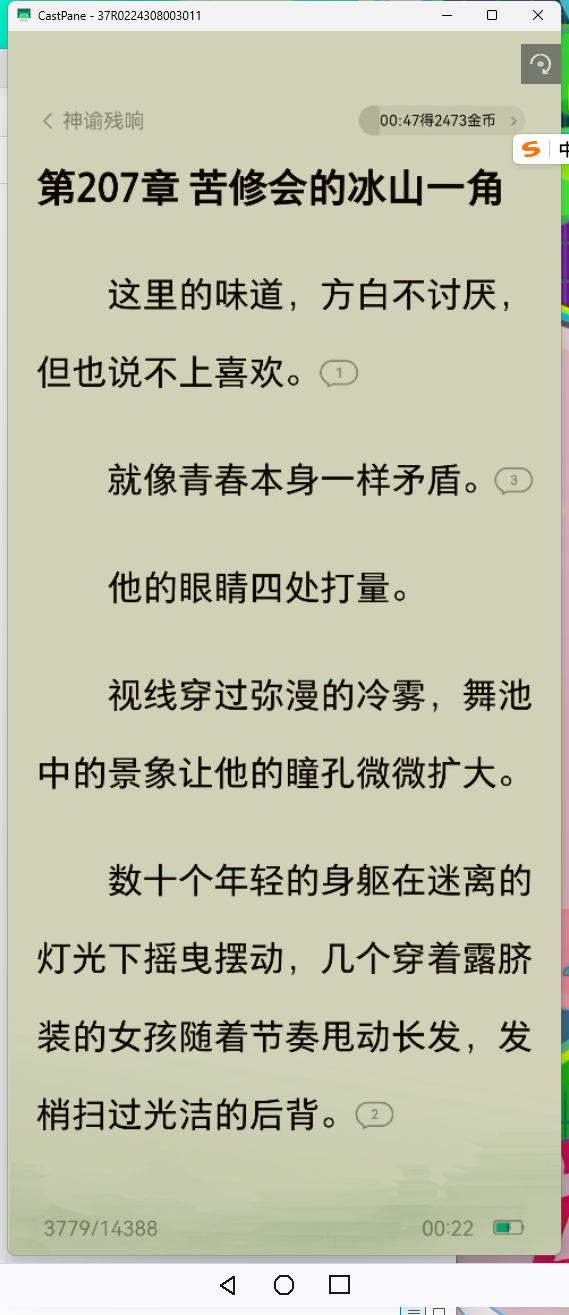 CastPane - 37R0224308003011
神谕残响
00:47得2473金币
中
第207章 苦修会的冰山一角
这里的味道，方白不讨厌，
但也说不上喜欢。 1
就像青春本身一样矛盾。 3
他的眼睛四处打量。
视线穿过弥漫的冷雾，舞池
中的景象让他的瞳孔微微扩大。
数十个年轻的身躯在迷离的
灯光下摇曳摆动，几个穿着露脐
装的女孩随着节奏甩动长发，发
梢扫过光洁的后背。 2
3779/14388
00:22